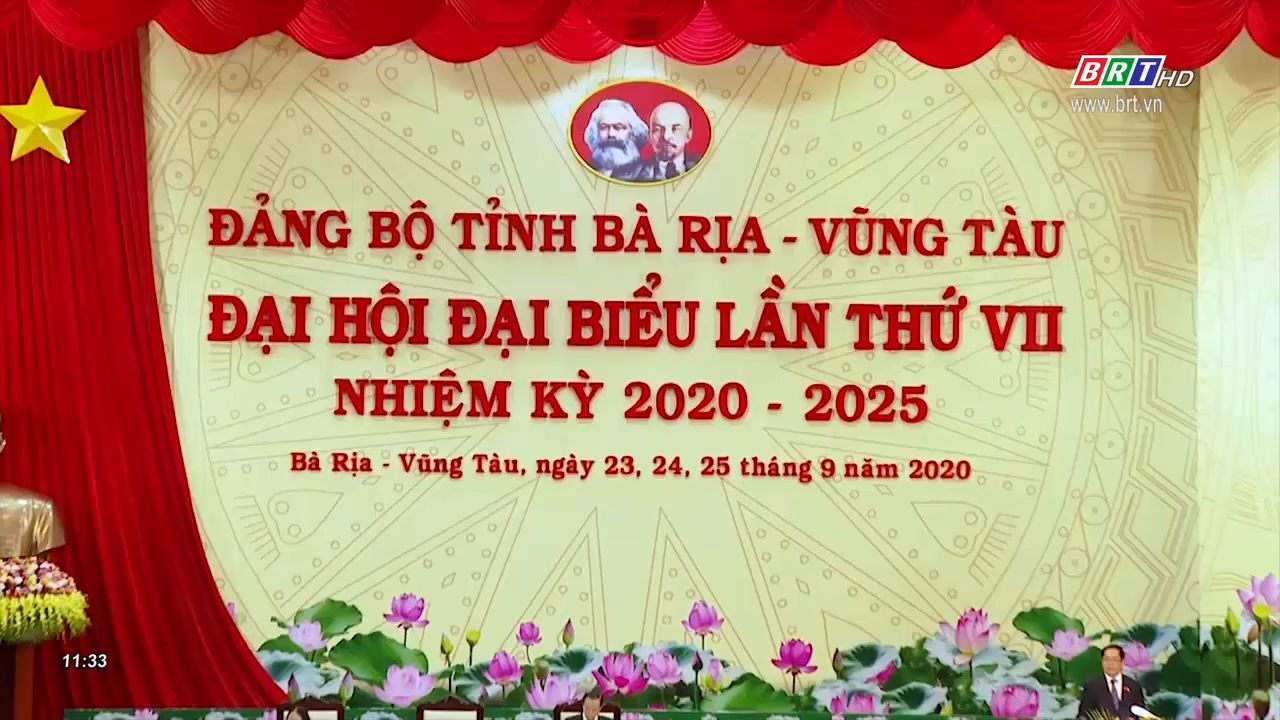 BRT HD
www.brt.vn
ĐẢNG BỘ TỈNH BÀ RỊA - VŨNG TÀU
ĐẠI HỘI ĐẠI BIỂU LẦN THỨ VII
NHIỆM KỲ 2020 - 2025
Bà Rịa - Vũng Tàu, ngày 23, 24, 25 tháng 9 năm 2020
11:33